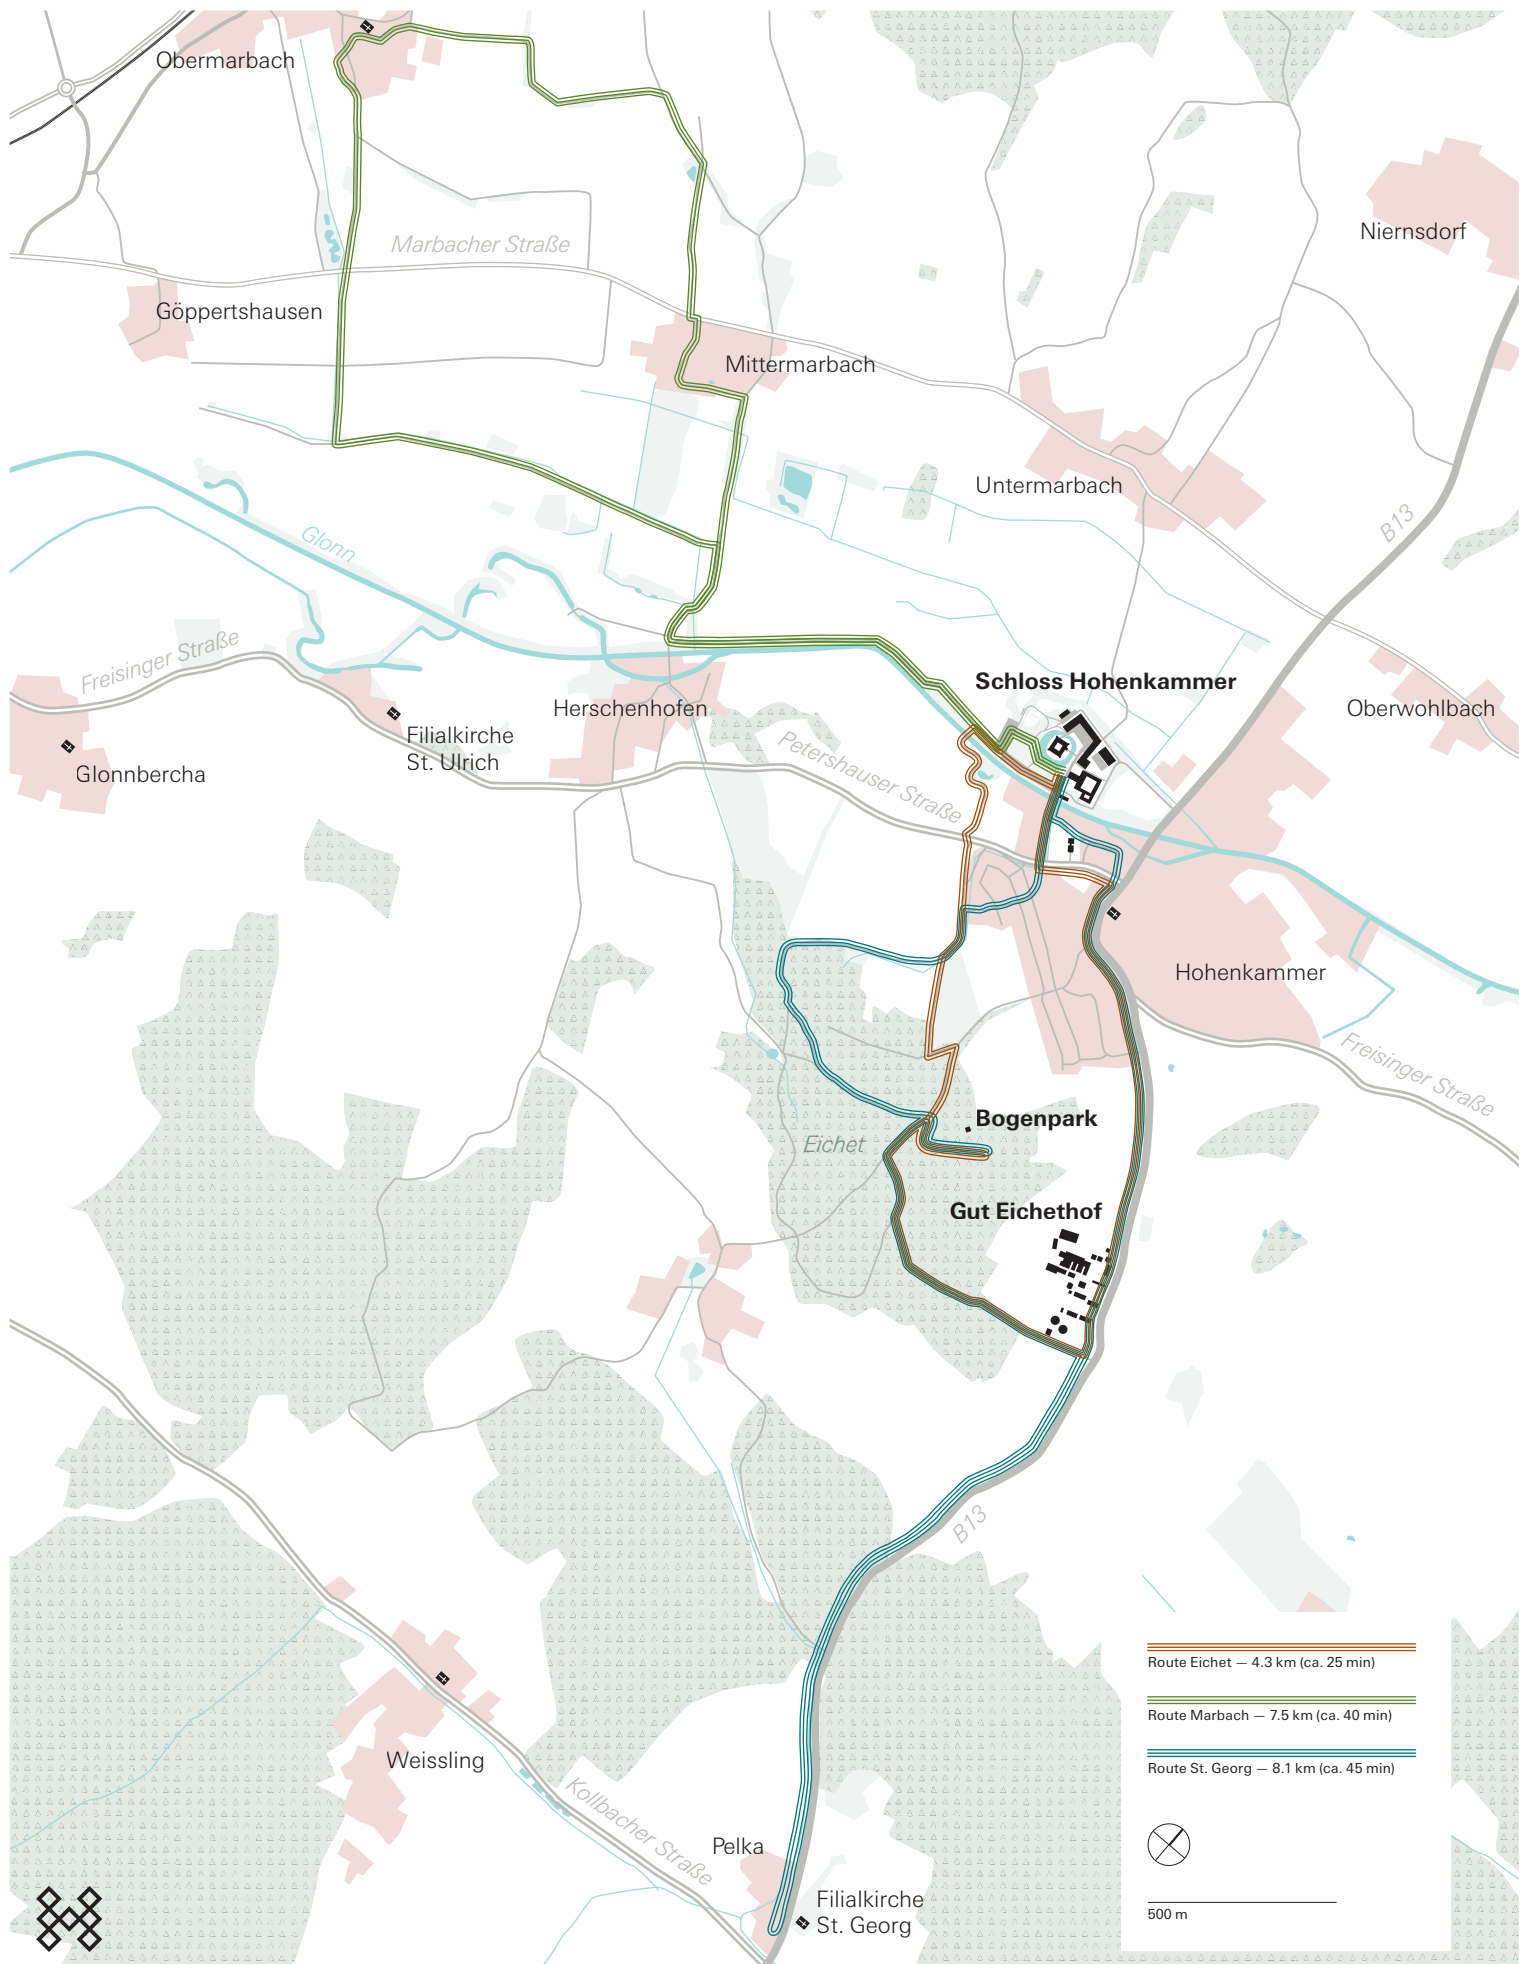 Obermarbach
Niernsdorf
Marbacher Straße
Göppertshausen
Mittermarbach
Untermarbach
B13
Glonn
Freisinger Straße
Schloss Hohenkammer
Herschenhofen
Oberwohlbach
Filialkirche
St. Ulrich
Glonnbercha
Petershauser Straße
Hohenkammer
Freisinger Straße
Bogenpark
Eichet
Gut Eichethof
B13
Route Eichet — 4.3 km (ca. 25 min)
Route Marbach — 7.5 km (ca. 40 min)
Route St. Georg — 8.1 km (ca. 45 min)
Weissling
Kollbacher Straße
Pelka
Filialkirche
St. Georg
500 m